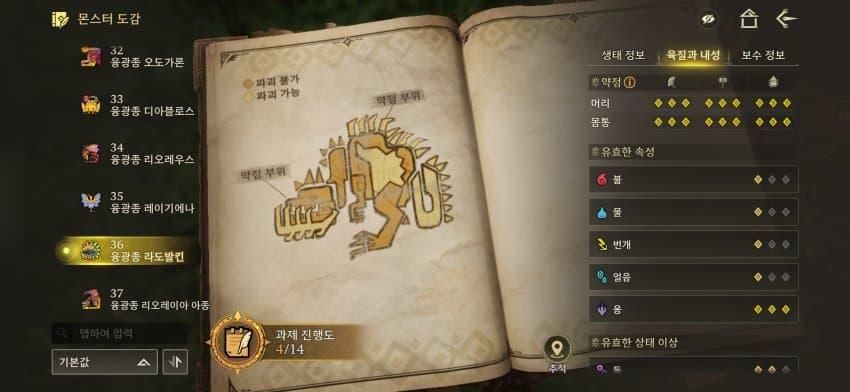 몬스터 도감
32
융광종 오도가론
33
융광종 디아블로스
34
융광종 리오레우스
35
융광종 레이기에나
36
융광종 라도발킨
37
융광종 리오레이아 아종
탭하여 입력
기본값
파괴 불가
파괴 가능
약점 부위
약점 부위
과제 진행도
4/14
추적
생태 정보 육질과 내성 보수 정보
약점
머리
몸통
유효한 속성
불
물
번개
얼음
용
유효한 상태 이상
독